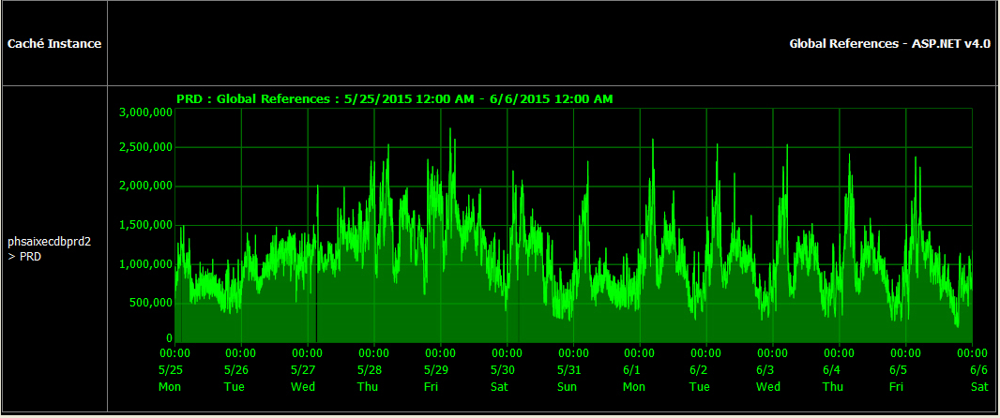 Caché Instance
Global References - ASP.NET v4.0
PRD : Global References : 5/25/2015 12:00 AM - 6/6/2015 12:00 AM
3,000,000
2,500,000
2,000,000
1,500,000
1,000,000
500,000
0
phsaixecdbprd2
> PRD
00:00 00:00 00:00 00:00 00:00 00:00 00:00 00:00 00:00 00:00 00:00 00:00 00:00
5/25 5/26 5/27 5/28 5/29 5/30 5/31 6/1 6/2 6/3 6/4 6/5 6/6
Mon Tue Wed Thu Fri Sat Sun Mon Tue Wed Thu Fri Sat